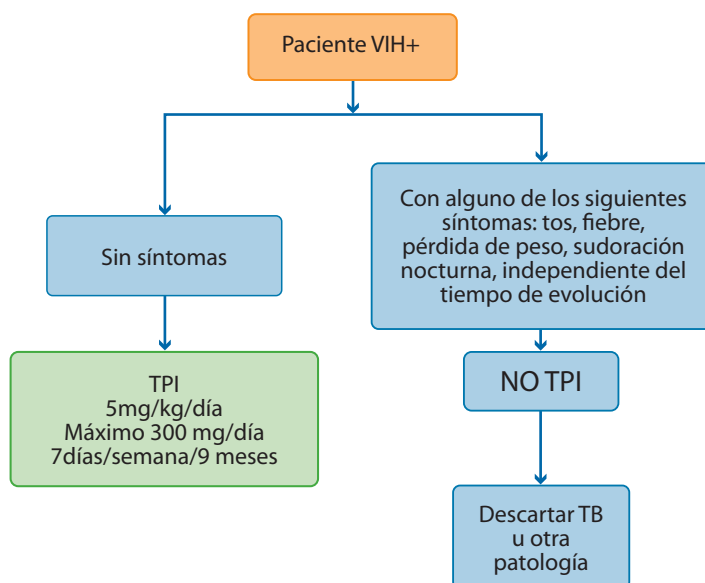 Paciente VIH+
Sin síntomas
TPI
5mg/kg/día
Máximo 300 mg/día
7días/semana/9 meses
Con alguno de los siguientes
síntomas: tos, fiebre,
pérdida de peso, sudoración
nocturna, independiente del
tiempo de evolución
NO TPI
Descartar TB
u otra
patología